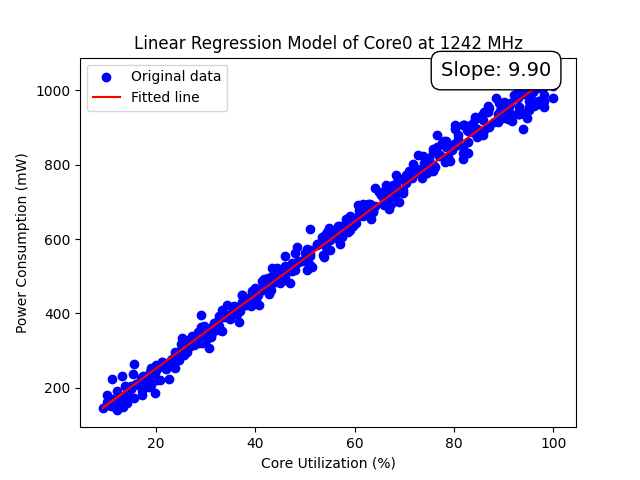 Linear Regression Model of Core0 at 1242 MHz
Slope: 9.90
Original data
Fitted line
1000
800
600
400
200
Power Consumption (mW)
20 40 60 80 100
Core Utilization (%)